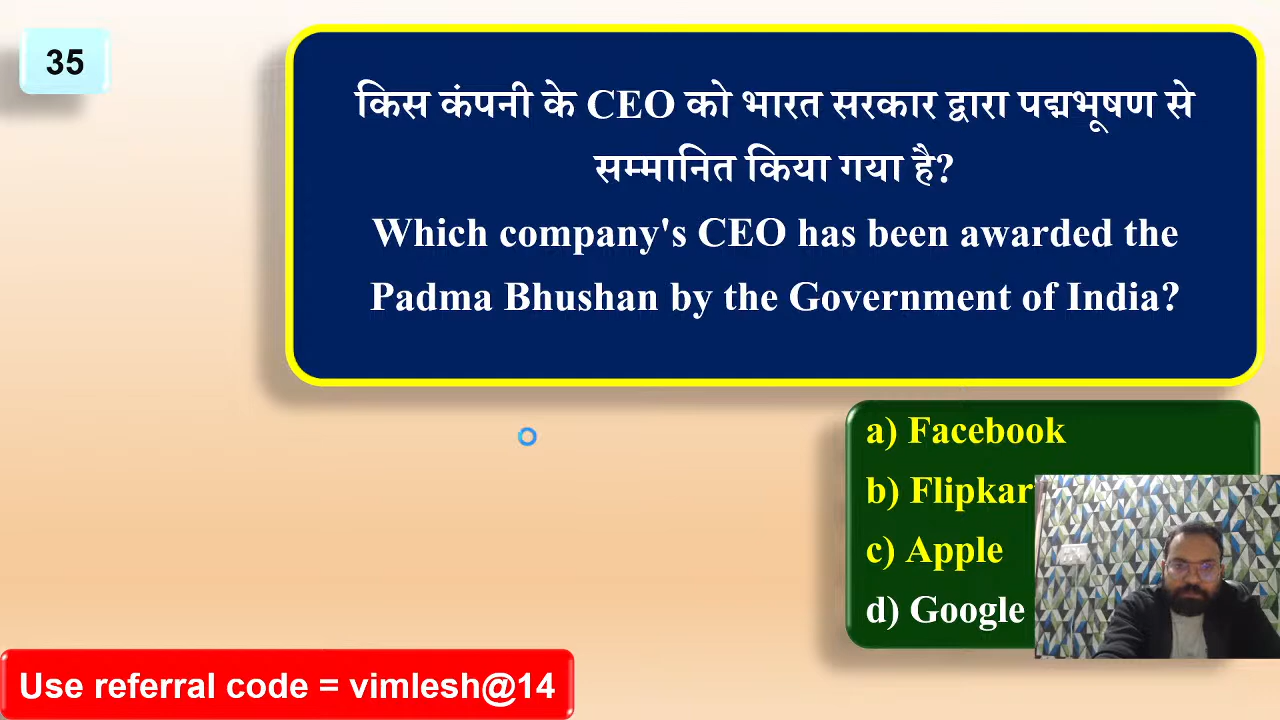 35
किस कंपनी के CEO को भारत सरकार द्वारा पद्मभूषण से
सम्मानित किया गया है?
Which company's CEO has been awarded the
Padma Bhushan by the Government of India?
a) Facebook
b) Flipkar
c) Apple
d) Google
Use referral code = vimlesh@14